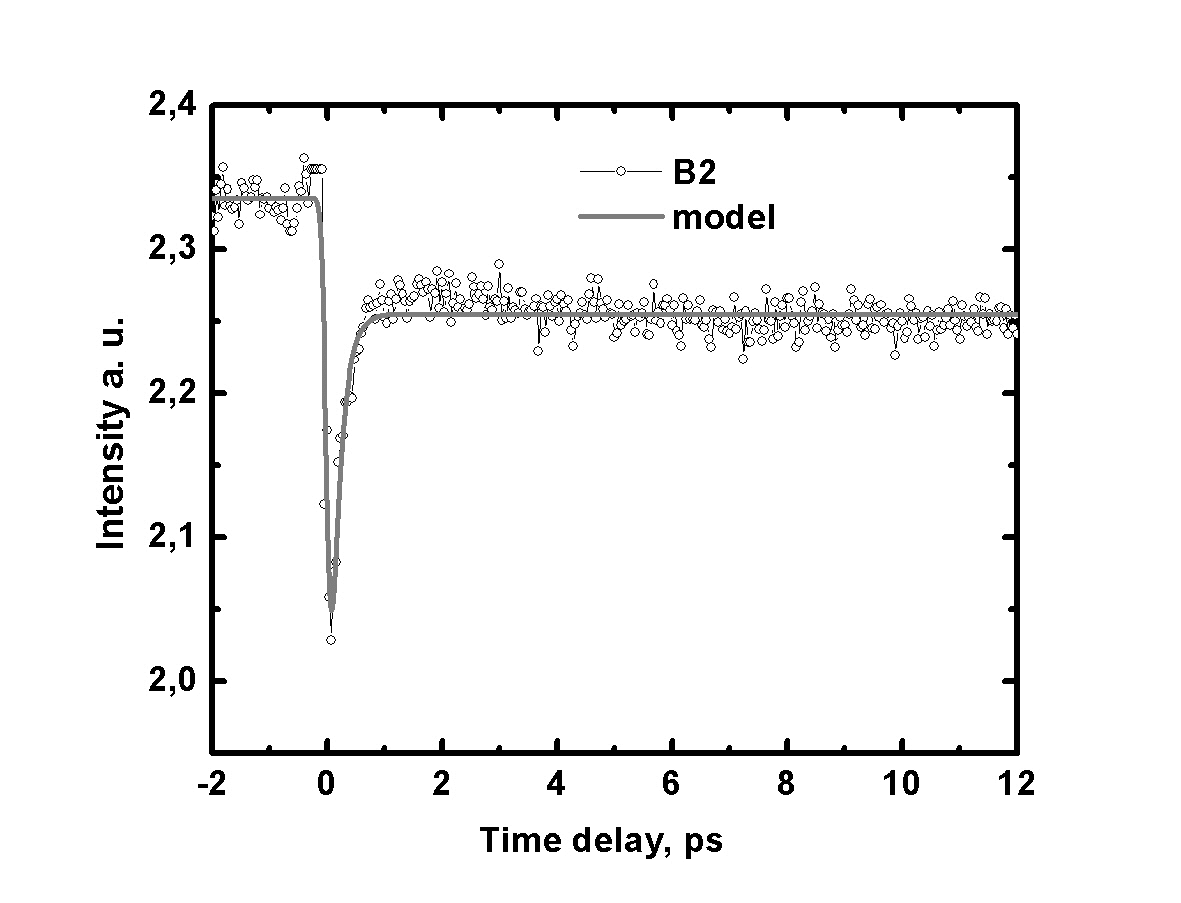 2,4
2,3
2,2
2,1
2,0
Intensity a. u.
B2
model
-2 0 2 4 6 8 10 12
Time delay, ps